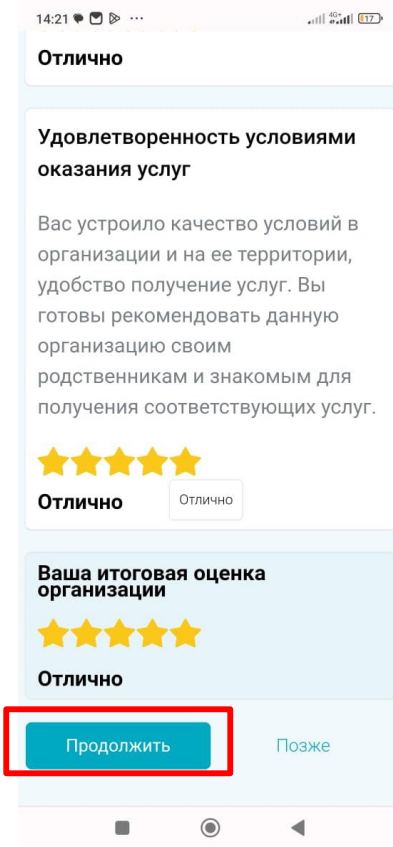 14:21
4G+
17
Отлично
Удовлетворенность условиями
оказания услуг
Вас устроило качество условий в
организации и на ее территории,
удобство получение услуг. Вы
готовы рекомендовать данную
организацию своим
родственникам и знакомым для
получения соответствующих услуг.
Отлично
Отлично
Ваша итоговая оценка
организации
Отлично
Продолжить
Позже